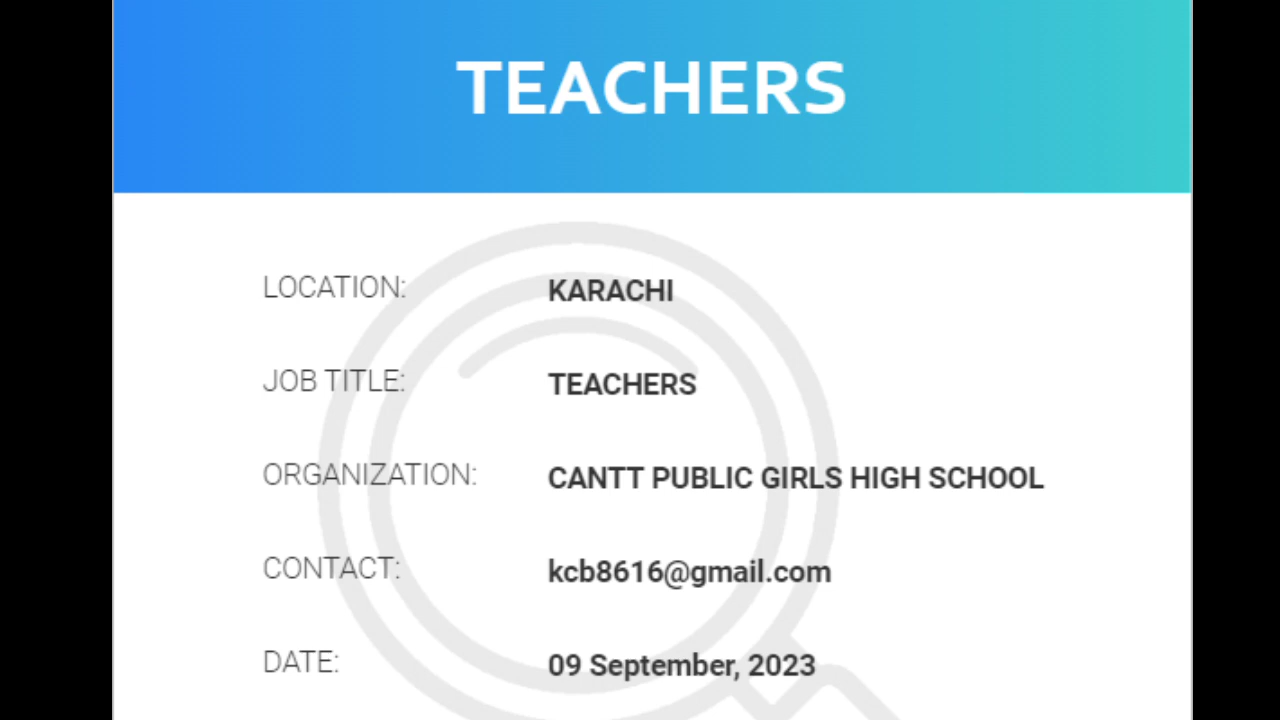 TEACHERS
LOCATION: KARACHI
JOB TITLE: TEACHERS
ORGANIZATION: CANTT PUBLIC GIRLS HIGH SCHOOL
CONTACT: kcb8616@gmail.com
DATE: 09 September, 2023